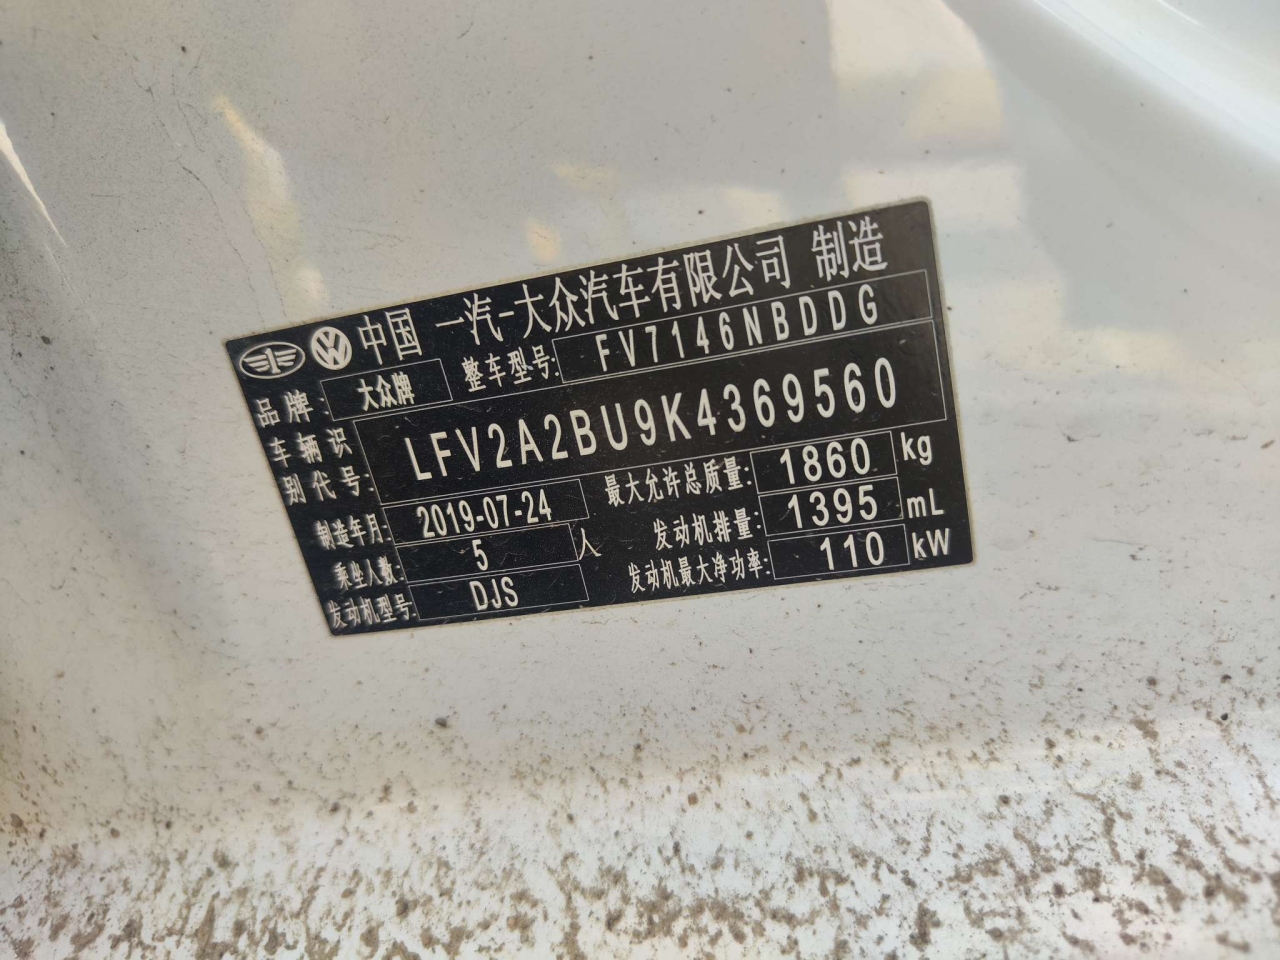 中国 一汽-大众汽车有限公司 制造
品牌: 大众牌 整车型号: FV7146NBDDG
车辆识别代号: LFV2A2BU9K4369560
制造年月: 2019-07-24 最大允许总质量: 1860 kg
乘坐人数: 5 人 发动机排量: 1395 mL
发动机型号: DJS 发动机最大净功率: 110 kW